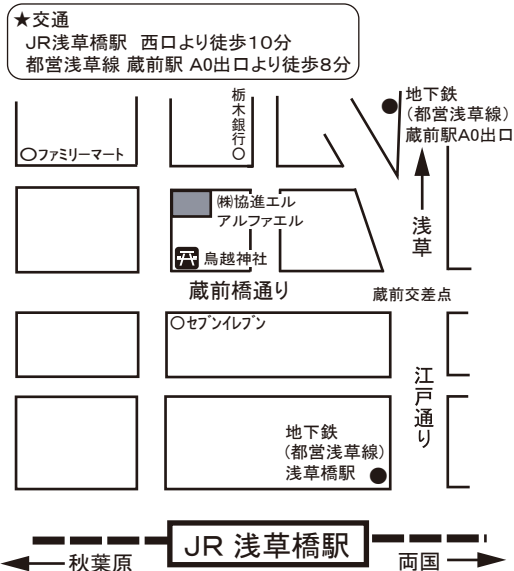 ★交通
JR浅草橋駅 西口より徒歩10分
都営浅草線 蔵前駅 A0出口より徒歩8分
地下鉄
(都営浅草線)
蔵前駅A0出口
栃木銀行
ファミリーマート
浅草
㈱協進エル
アルファエル
鳥越神社
蔵前橋通り
蔵前交差点
セブンイレブン
江戸通り
地下鉄
(都営浅草線)
浅草橋駅
JR 浅草橋駅
秋葉原
両国